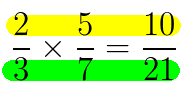 2/3 × 5/7 = 10/21